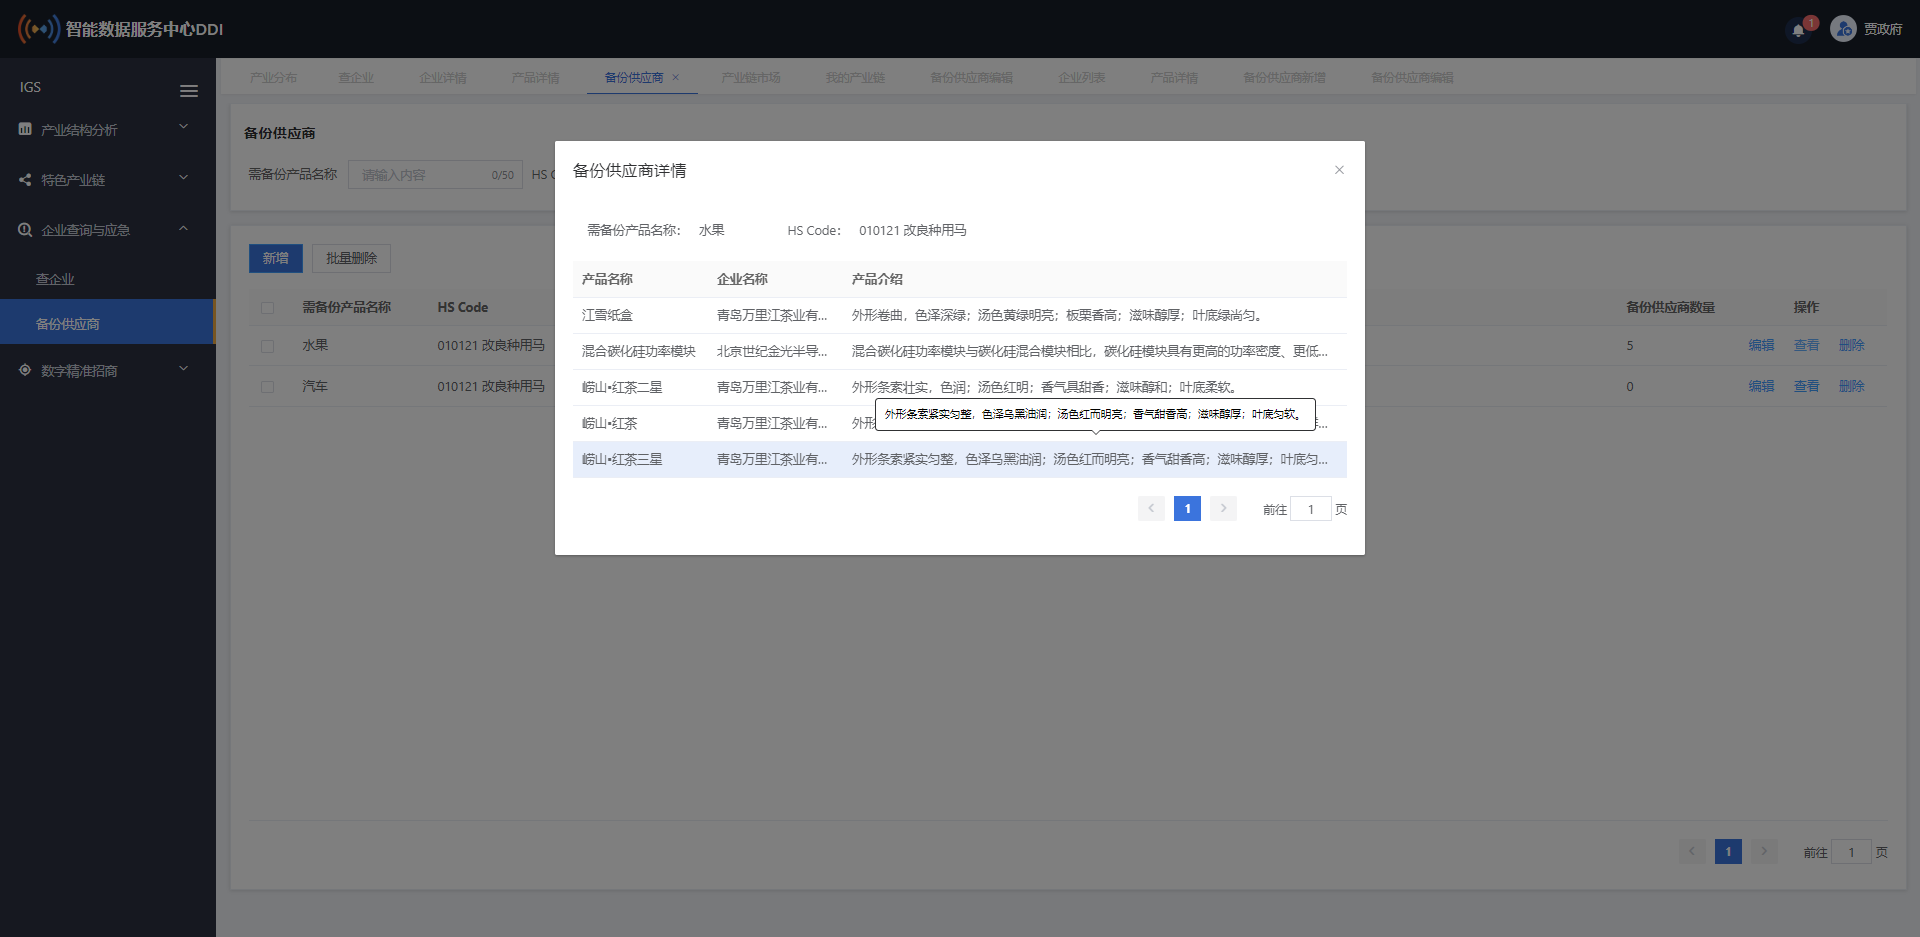 智能数据服务中心DDI
1
贾政府
IGS
产业结构分析
特色产业链
企业查询与应急
查企业
备份供应商
数字精准招商
产业分布
查企业
企业详情
产品详情
备份供应商 ×
产业链市场
我的产业链
备份供应商编辑
企业列表
产品详情
备份供应商新增
备份供应商编辑
备份供应商
需备份产品名称 请输入内容 0/50 HS C
新增 批量删除
需备份产品名称 HS Code 备份供应商数量 操作
水果 010121 改良种用马 5 编辑 查看 删除
汽车 010121 改良种用马 0 编辑 查看 删除
1 前往 1 页
备份供应商详情 ×
需备份产品名称： 水果 HS Code： 010121 改良种用马
产品名称 企业名称 产品介绍
江雪纸盒 青岛万里江茶业有... 外形卷曲，色泽深绿；汤色黄绿明亮；板栗香高；滋味醇厚；叶底绿尚匀。
混合碳化硅功率模块 北京世纪金光半导... 混合碳化硅功率模块与碳化硅混合模块相比，碳化硅模块具有更高的功率密度、更低...
崂山•红茶二星 青岛万里江茶业有... 外形条索壮实，色润；汤色红明；香气具甜香；滋味醇和；叶底柔软。
外形条索紧实匀整，色泽乌黑油润；汤色红而明亮；香气甜香高；滋味醇厚；叶底匀软。
崂山•红茶 青岛万里江茶业有... 外形 ...
崂山•红茶三星 青岛万里江茶业有... 外形条索紧实匀整，色泽乌黑油润；汤色红而明亮；香气甜香高；滋味醇厚；叶底匀...
1 前往 1 页